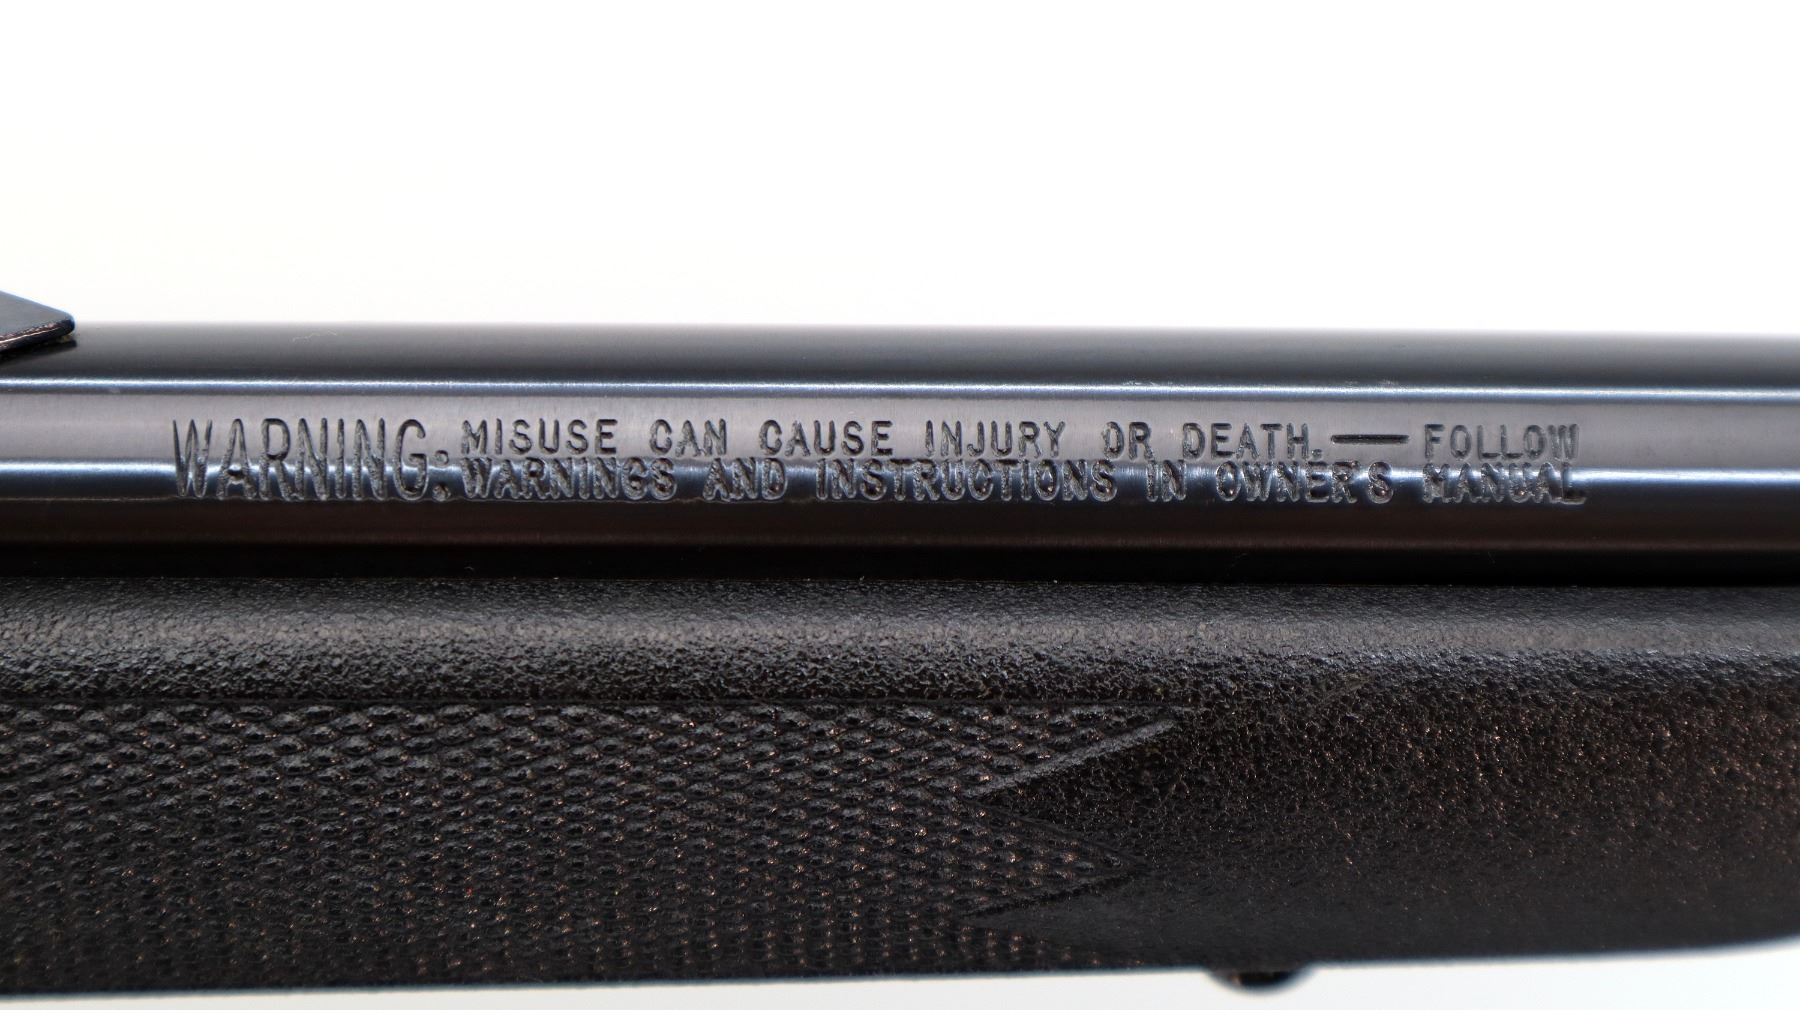 WARNING: MISUSE CAN CAUSE INJURY OR DEATH. — FOLLOW
WARNINGS AND INSTRUCTIONS IN OWNER'S MANUAL